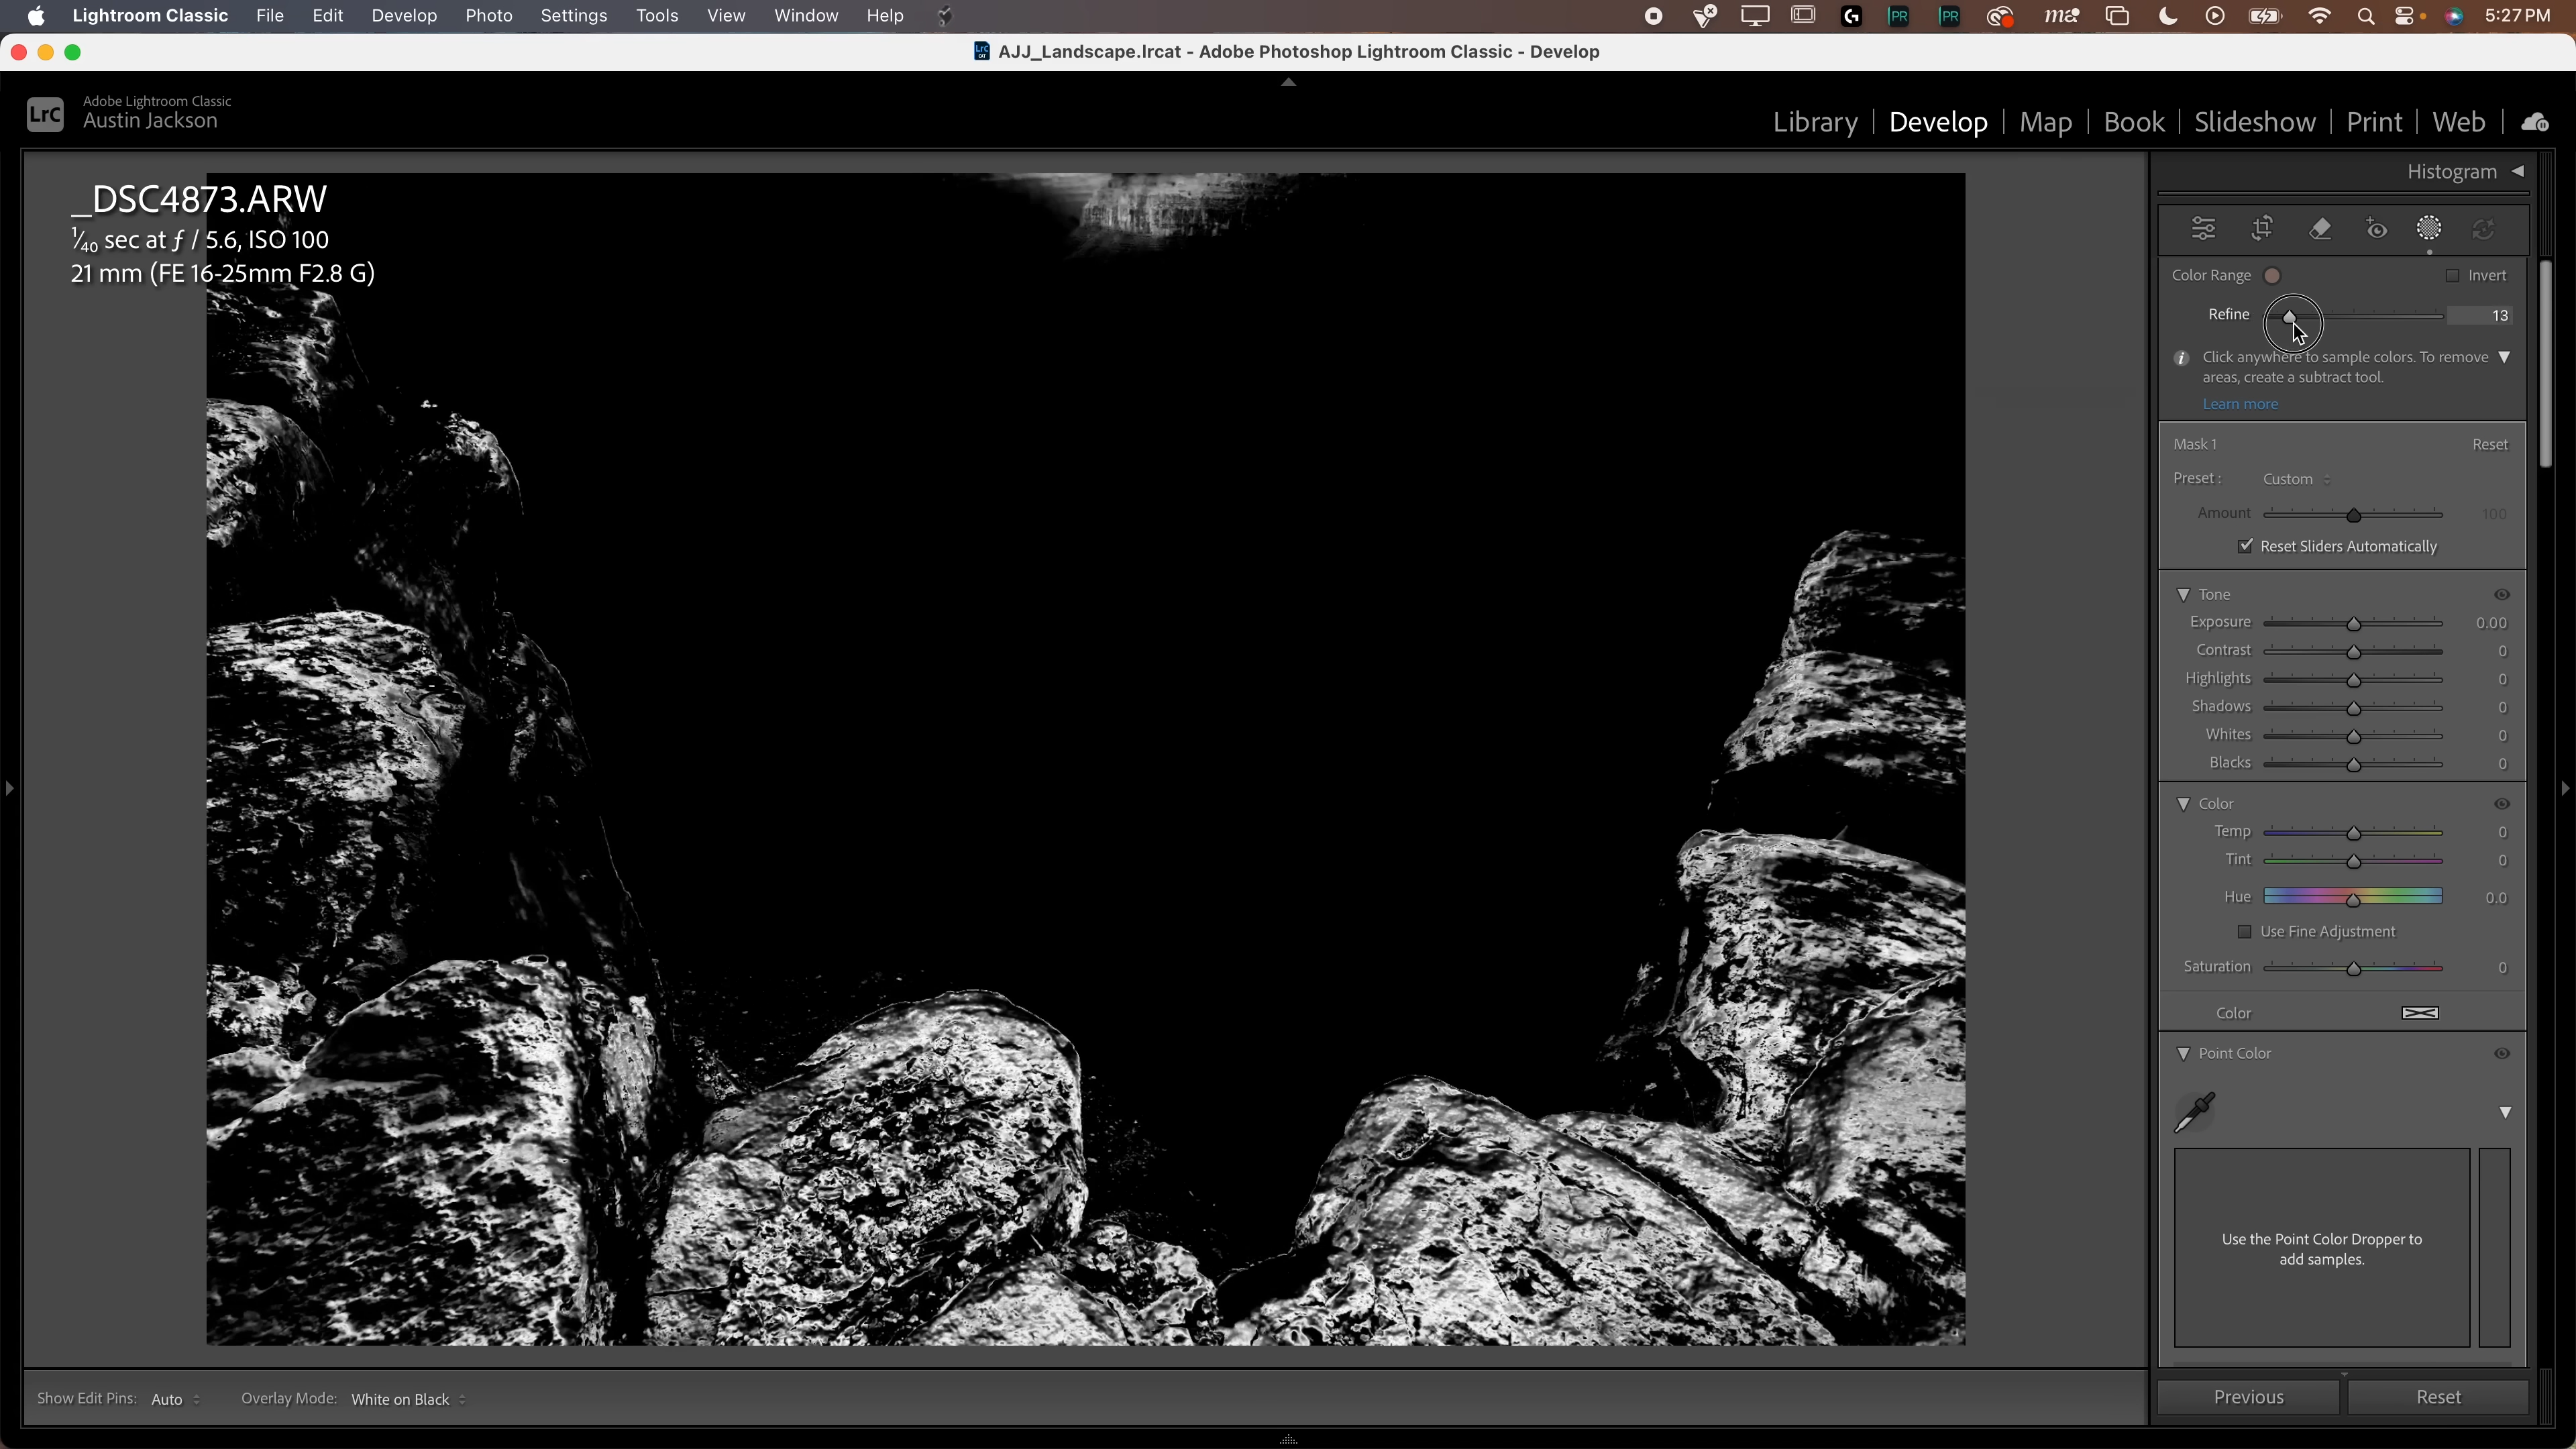 Lightroom Classic File Edit Develop Photo Settings Tools View Window Help 5:27 PM
AJJ_Landscape.lrcat - Adobe Photoshop Lightroom Classic - Develop
LrC
Adobe Lightroom Classic
Austin Jackson
Library | Develop | Map | Book | Slideshow | Print | Web
_DSC4873.ARW
1/40 sec at ƒ / 5.6, ISO 100
21 mm (FE 16-25mm F2.8 G)
Histogram
Color Range Invert
Refine 13
Click anywhere to sample colors. To remove
areas, create a subtract tool.
Learn more
Mask 1 Reset
Preset : Custom
Amount 100
Reset Sliders Automatically
Tone
Exposure 0.00
Contrast 0
Highlights 0
Shadows 0
Whites 0
Blacks 0
Color
Temp 0
Tint 0
Hue 0.0
Use Fine Adjustment
Saturation 0
Color
Point Color
Use the Point Color Dropper to
add samples.
Show Edit Pins: Auto Overlay Mode: White on Black
Previous Reset